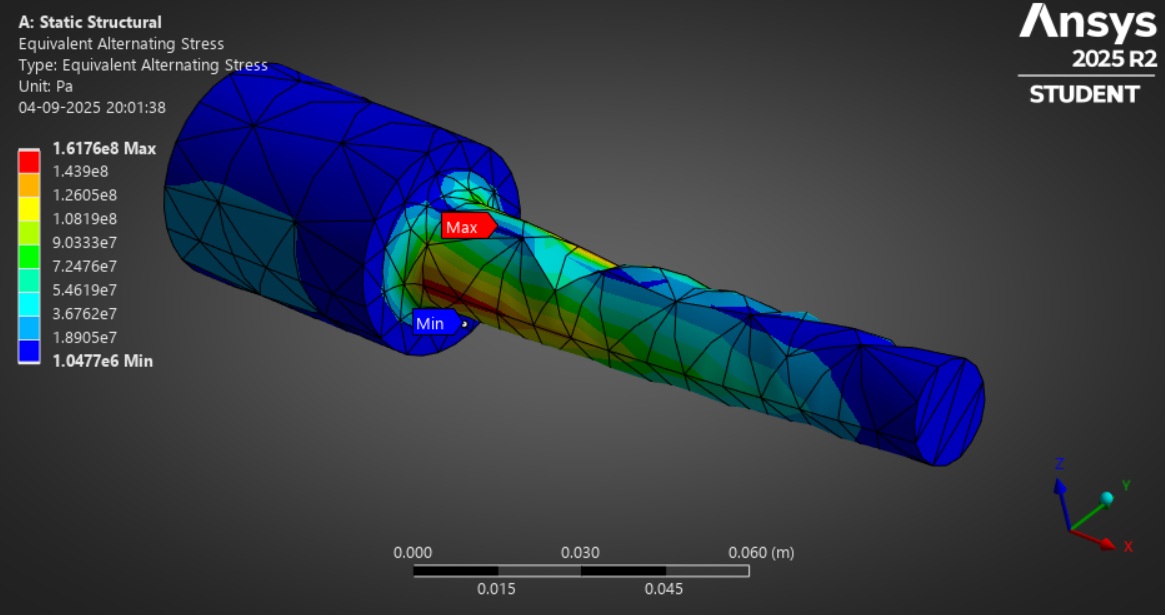 A: Static Structural
Equivalent Alternating Stress
Type: Equivalent Alternating Stress
Unit: Pa
04-09-2025 20:01:38
1.6176e8 Max
1.439e8
1.2605e8
1.0819e8
9.0333e7
7.2476e7
5.4619e7
3.6762e7
1.8905e7
1.0477e6 Min
Ansys
2025 R2
STUDENT
Max
Min
Z
Y
X
0.000 0.030 0.060 (m)
0.015 0.045